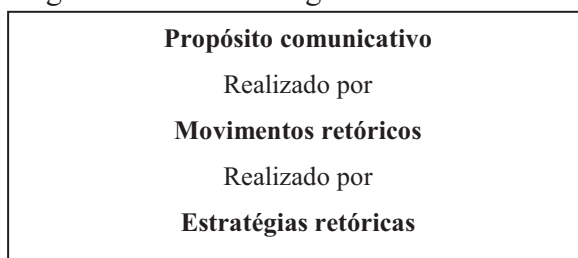 Propósito comunicativo
Realizado por
Movimentos retóricos
Realizado por
Estratégias retóricas